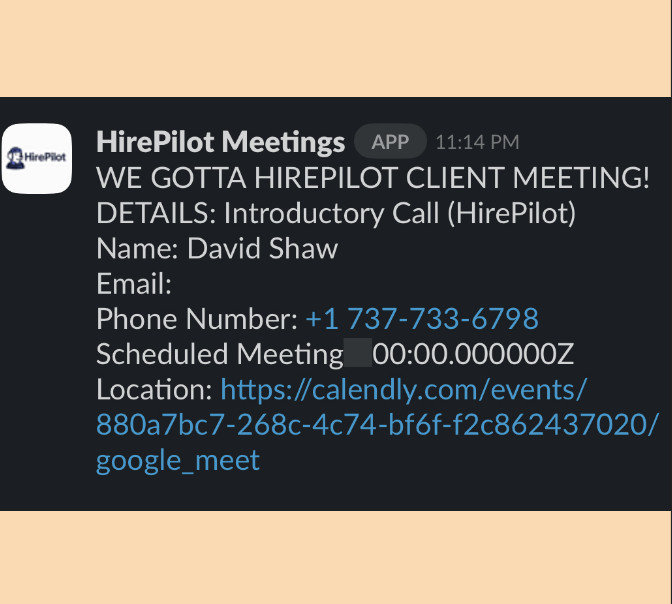 HirePilot
HirePilot Meetings APP 11:14 PM
WE GOTTA HIREPILOT CLIENT MEETING!
DETAILS: Introductory Call (HirePilot)
Name: David Shaw
Email:
Phone Number: +1 737-733-6798
Scheduled Meeting 00:00.000000Z
Location: https://calendly.com/events/
880a7bc7-268c-4c74-bf6f-f2c862437020/
google_meet